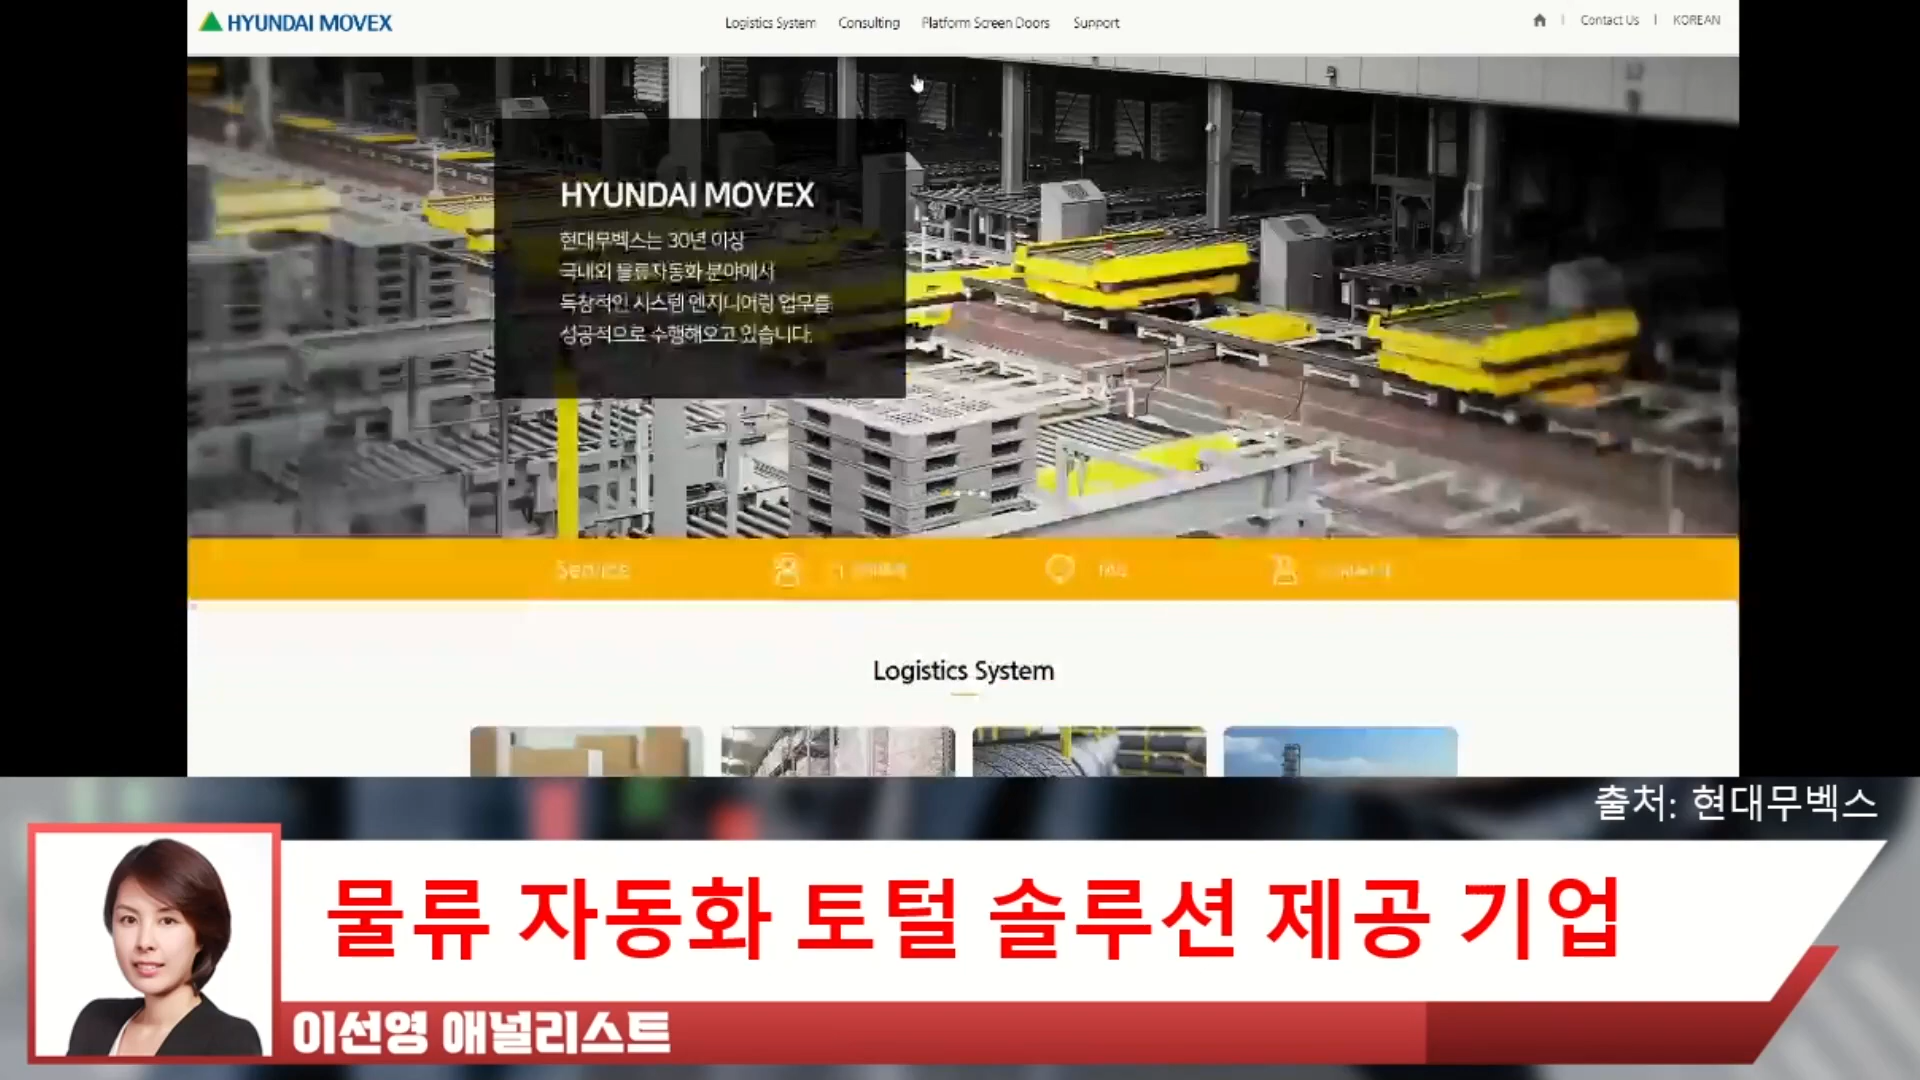 HYUNDAI MOVEX
Logistics System
Consulting
Platform Screen Doors
Support
Contact Us
KOREAN
HYUNDAI MOVEX
현대무벡스는 30년 이상
국내외 물류자동화 분야에서
독창적인 시스템 엔지니어링 업무를
성공적으로 수행해오고 있습니다.
Service
Logistics System
출처: 현대무벡스
물류 자동화 토털 솔루션 제공 기업
이선영 애널리스트